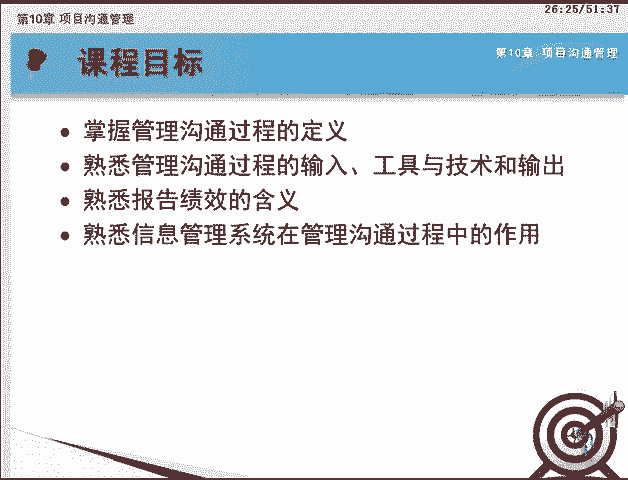 第10章 项目沟通管理
26:25/51:37
第10章 项目沟通管理
课程目标
掌握管理沟通过程的定义
熟悉管理沟通过程的输入、工具与技术和输出
熟悉报告绩效的含义
熟悉信息管理系统在管理沟通过程中的作用